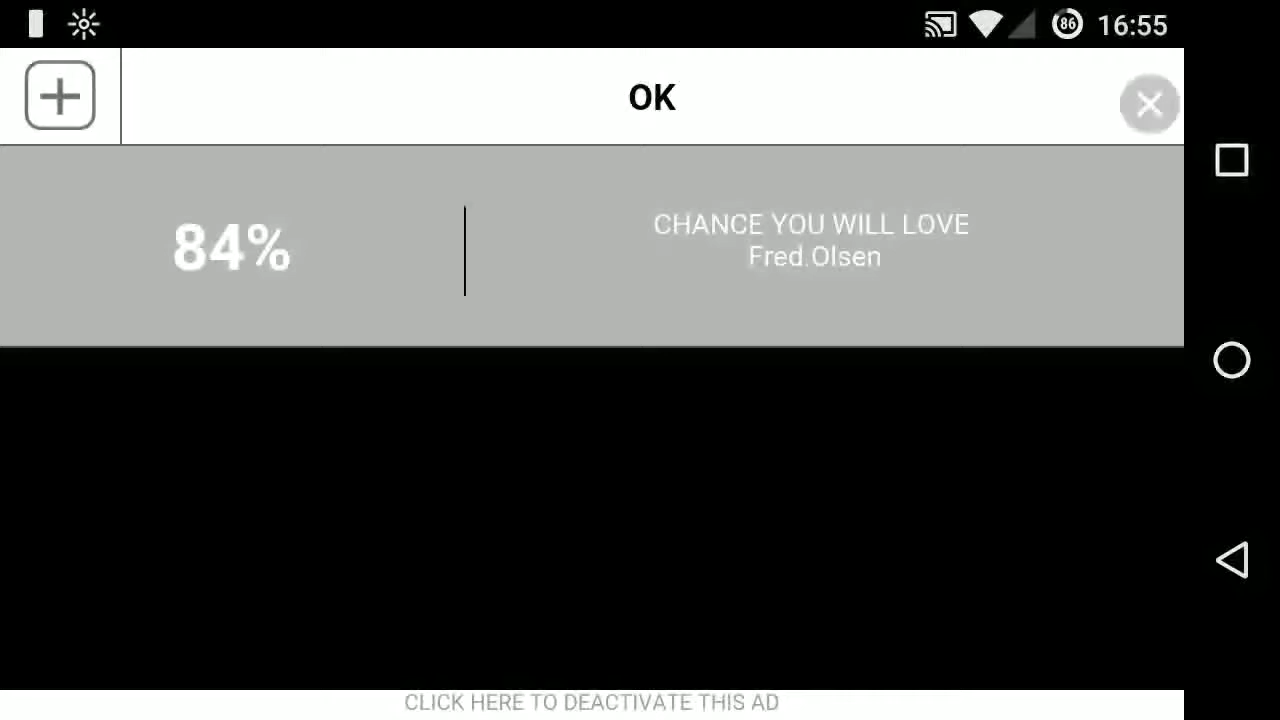 86 16:55
OK
84%
CHANCE YOU WILL LOVE
Fred.Olsen
CLICK HERE TO DEACTIVATE THIS AD